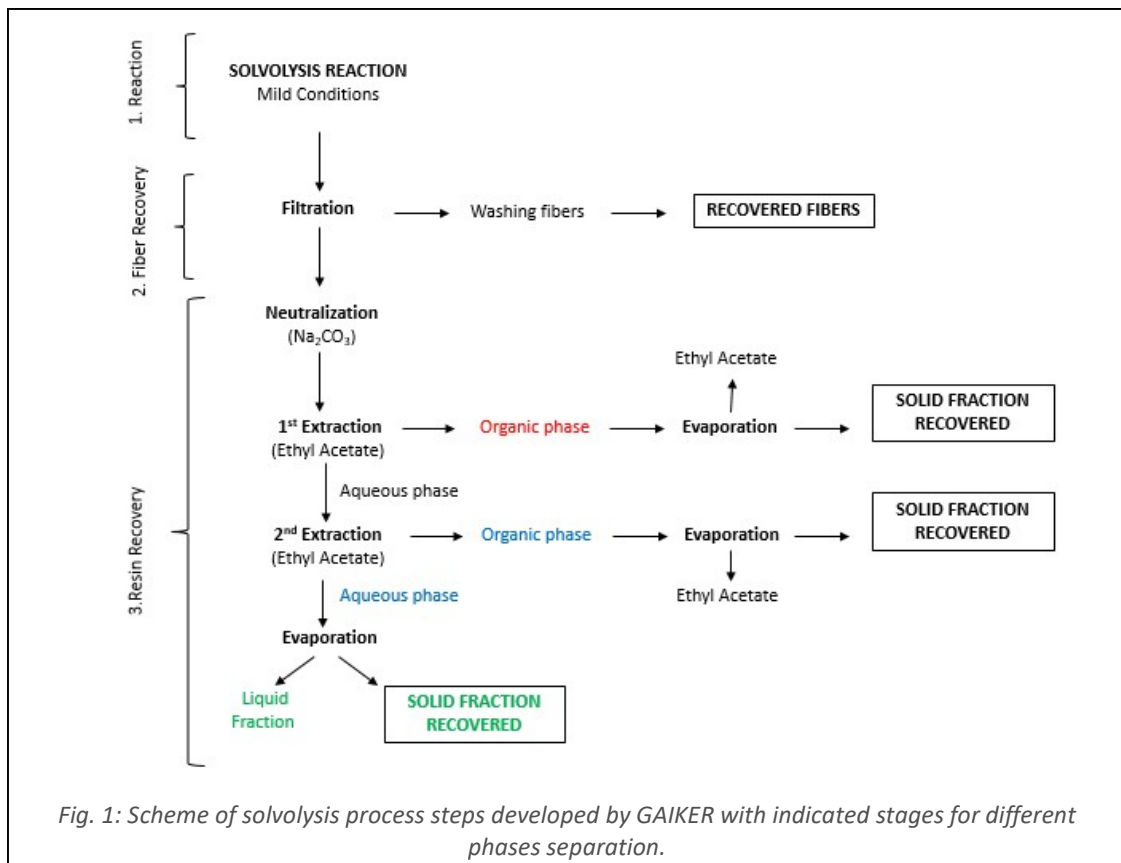 1. Reaction
SOLVOLYSIS REACTION
Mild Conditions
2. Fiber Recovery
Filtration
Washing fibers
RECOVERED FIBERS
3.Resin Recovery
Neutralization
(Na₂CO₃)
Ethyl Acetate
1st Extraction
(Ethyl Acetate)
Organic phase
Evaporation
SOLID FRACTION
RECOVERED
Aqueous phase
2nd Extraction
(Ethyl Acetate)
Organic phase
Evaporation
SOLID FRACTION
RECOVERED
Ethyl Acetate
Aqueous phase
Evaporation
Liquid
Fraction
SOLID FRACTION
RECOVERED
Fig. 1: Scheme of solvolysis process steps developed by GAIKER with indicated stages for different
phases separation.